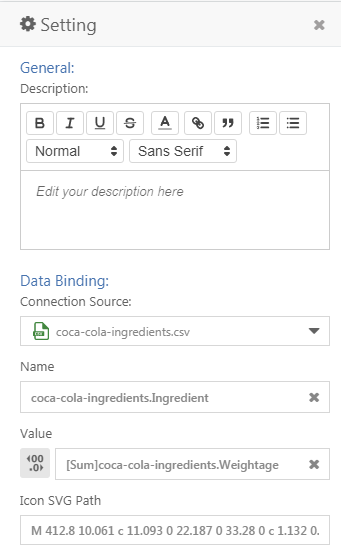 Setting
General:
Description:
B I U S A
Normal Sans Serif
Edit your description here
Data Binding:
Connection Source:
coca-cola-ingredients.csv
Name
coca-cola-ingredients.Ingredient
Value
[Sum]coca-cola-ingredients.Weightage
Icon SVG Path
M 412.8 10.061 c 11.093 0 22.187 0 33.28 0 c 1.132 0.